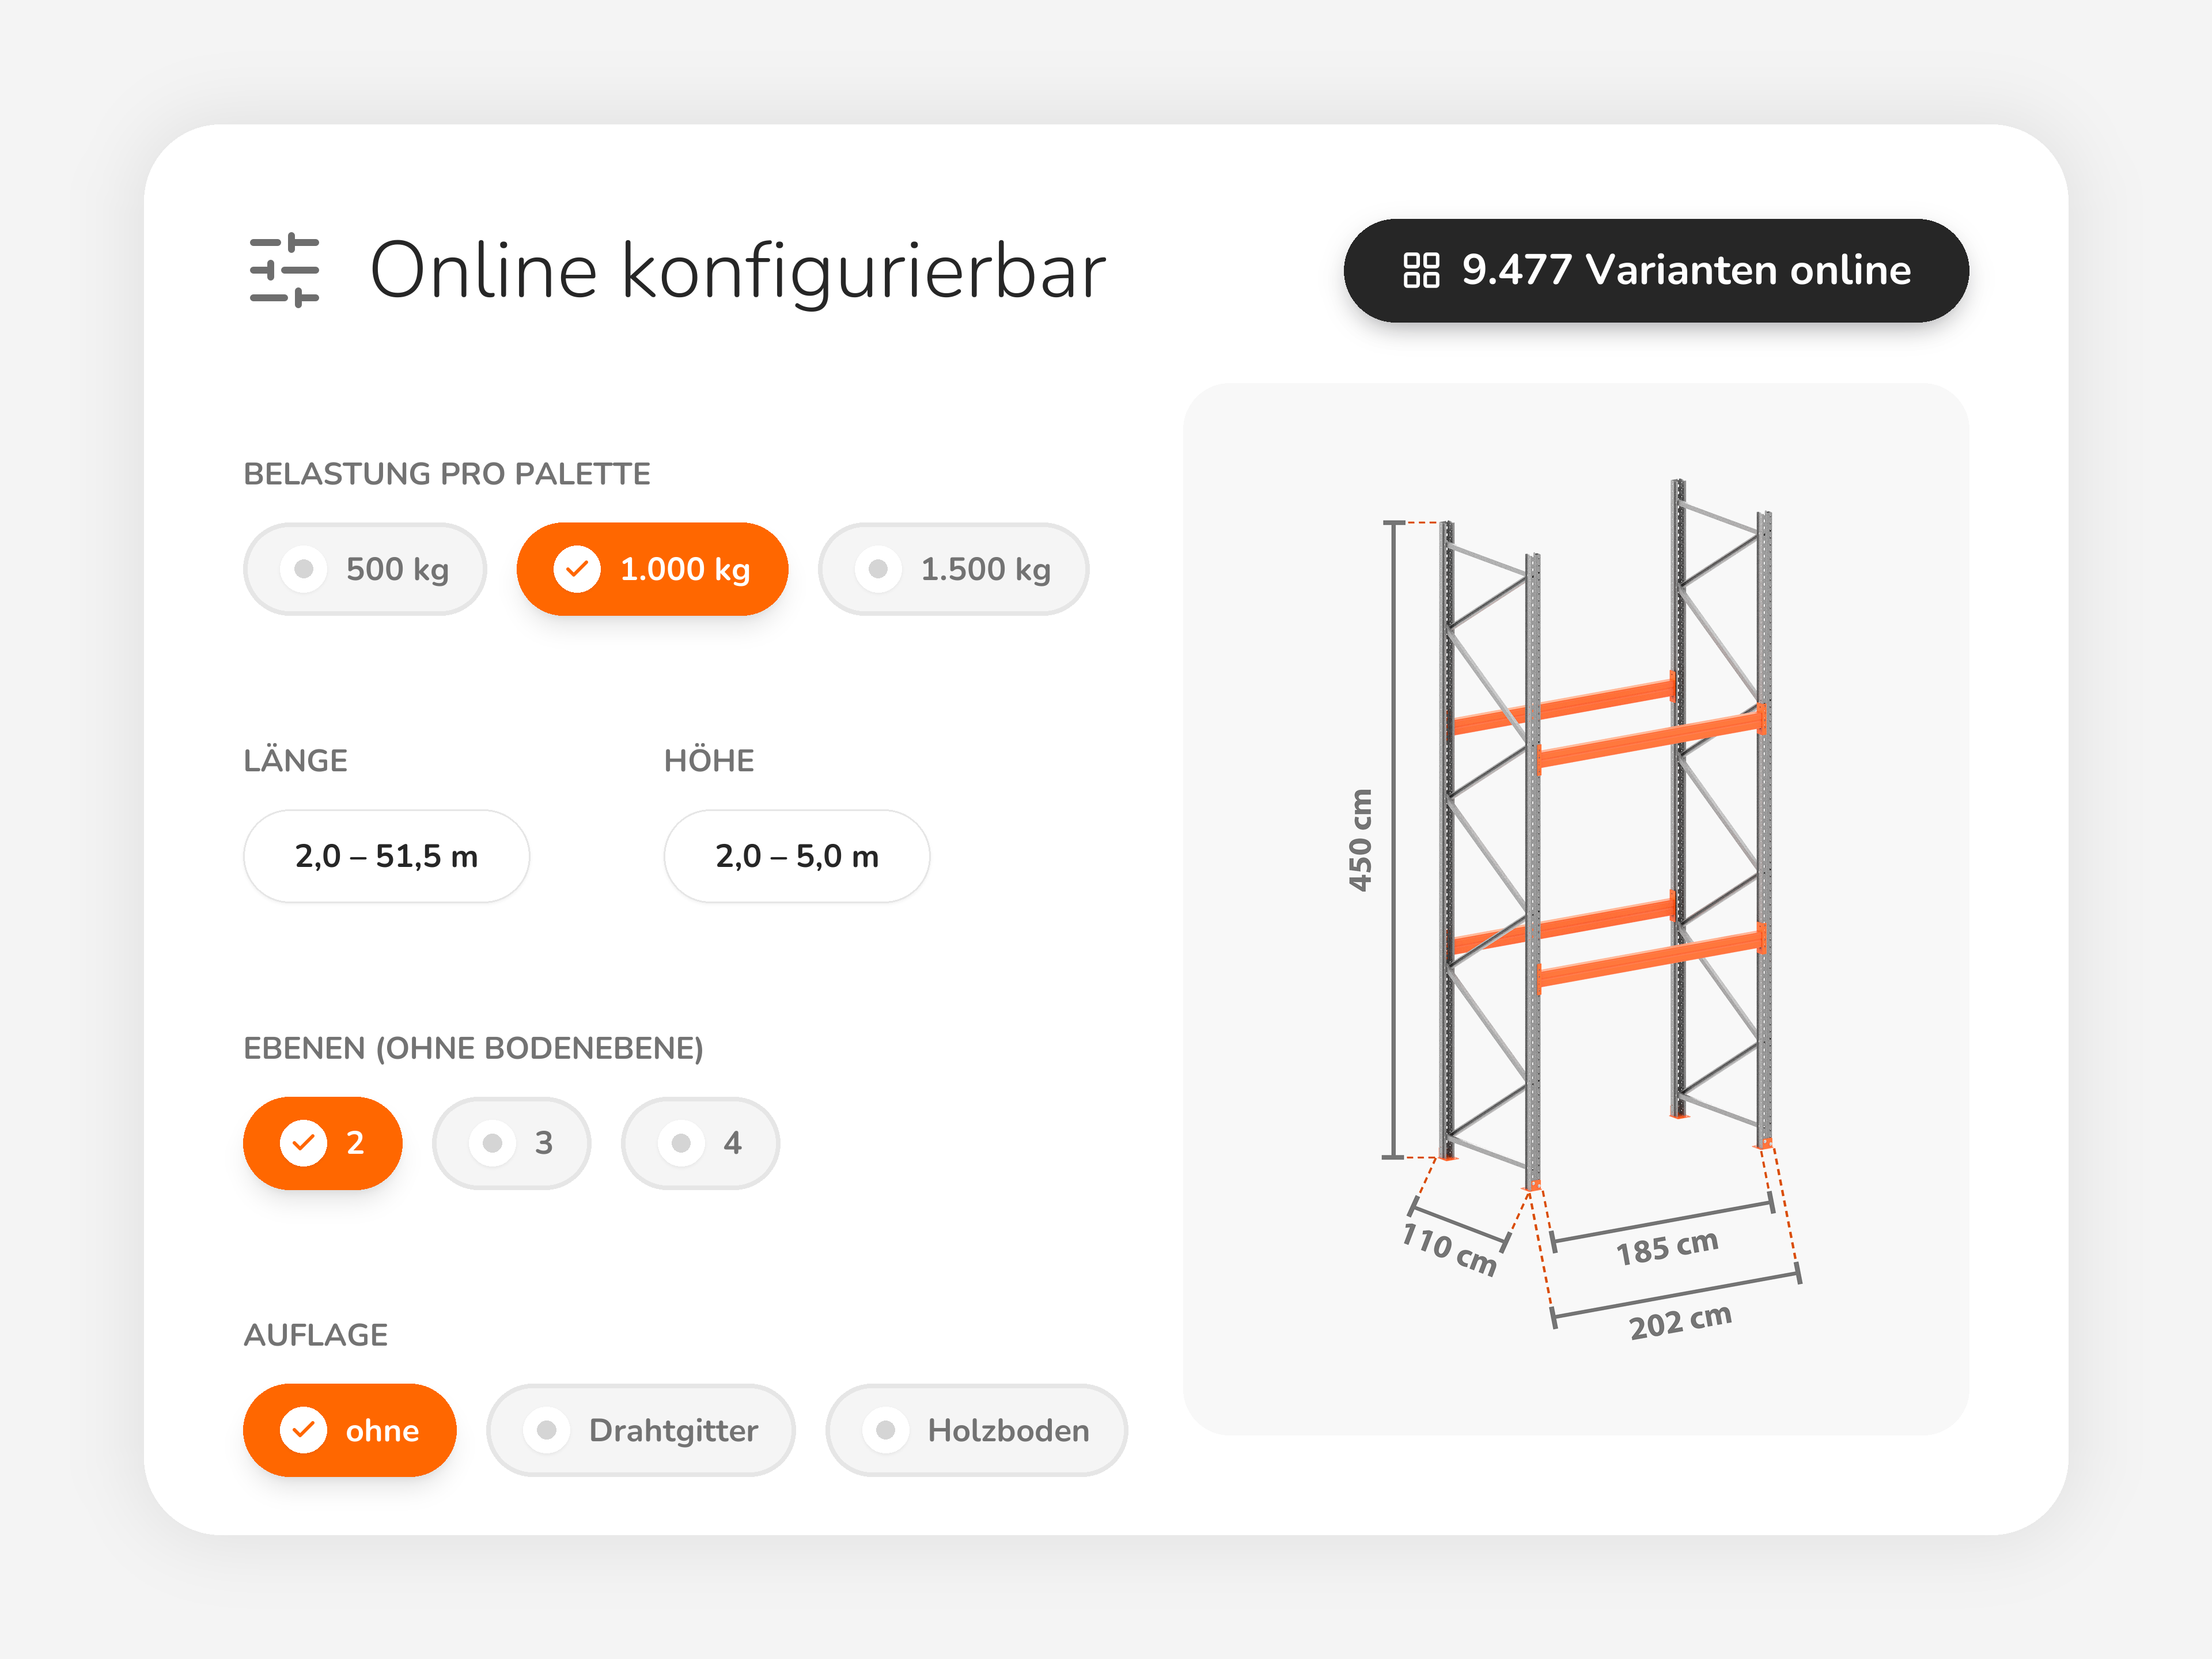 Online konfigurierbar
9.477 Varianten online
BELASTUNG PRO PALETTE
500 kg
1.000 kg
1.500 kg
LÄNGE
HÖHE
2,0 – 51,5 m
2,0 – 5,0 m
EBENEN (OHNE BODENEBENE)
2
3
4
AUFLAGE
ohne
Drahtgitter
Holzboden
450 cm
110 cm
185 cm
202 cm